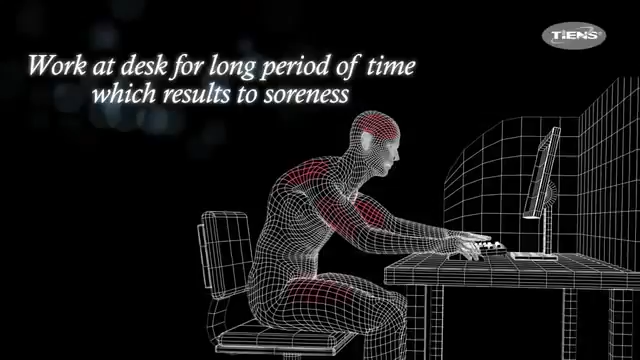 TIENS
Work at desk for long period of time
which results to soreness